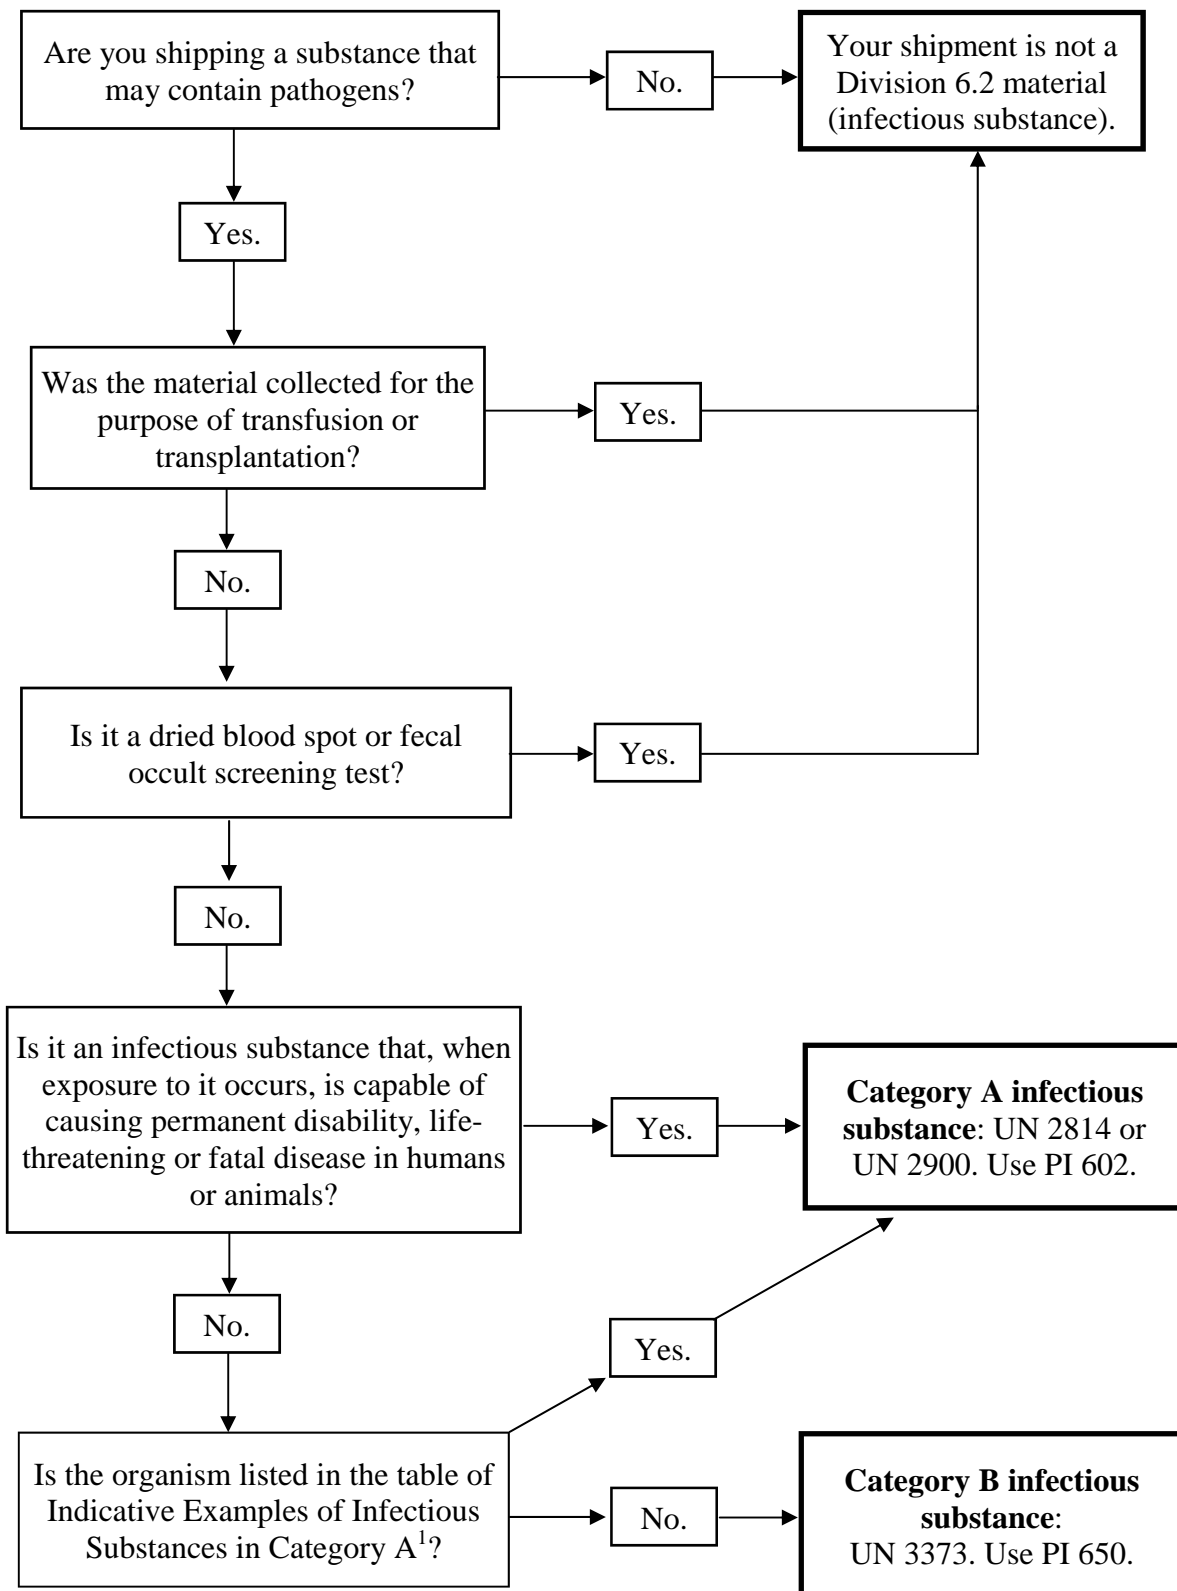 Are you shipping a substance that
may contain pathogens?
No.
Your shipment is not a
Division 6.2 material
(infectious substance).
Yes.
Was the material collected for the
purpose of transfusion or
transplantation?
Yes.
No.
Is it a dried blood spot or fecal
occult screening test?
Yes.
No.
Is it an infectious substance that, when
exposure to it occurs, is capable of
causing permanent disability, life-
threatening or fatal disease in humans
or animals?
Yes.
Category A infectious
substance: UN 2814 or
UN 2900. Use PI 602.
No.
Yes.
Is the organism listed in the table of
Indicative Examples of Infectious
Substances in Category A¹?
No.
Category B infectious
substance:
UN 3373. Use PI 650.